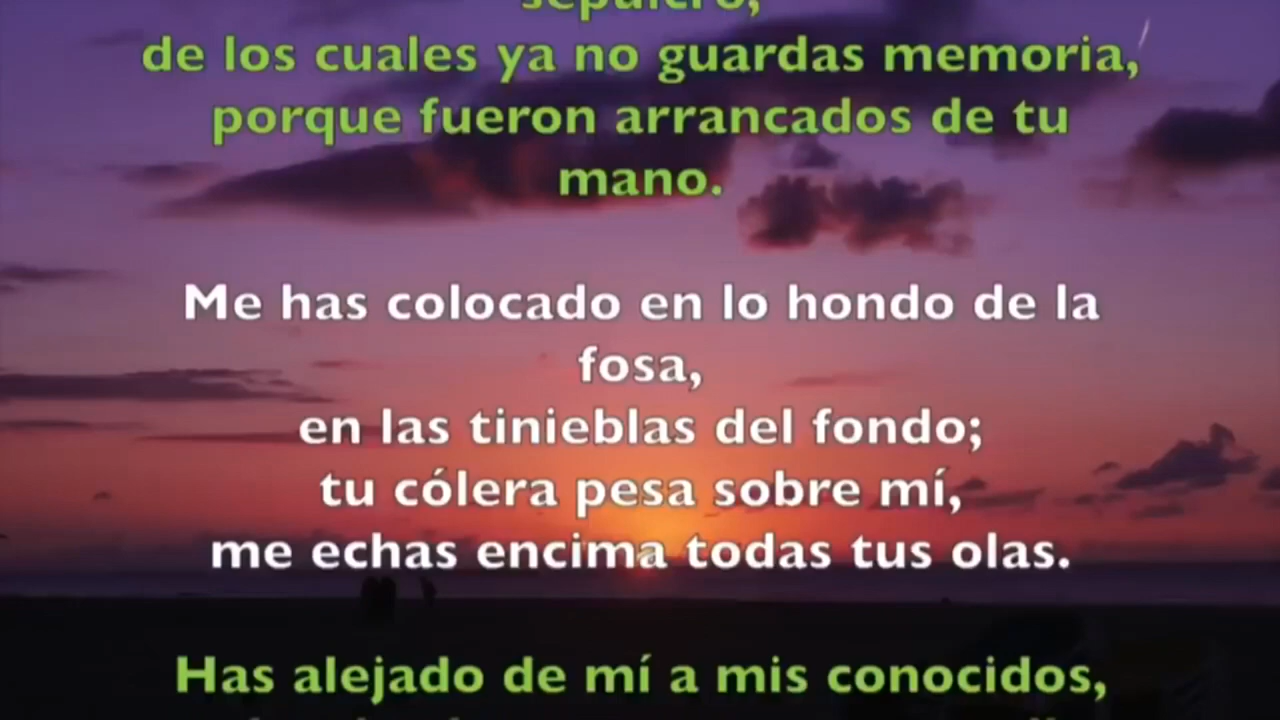 sepulcro,
de los cuales ya no guardas memoria,
porque fueron arrancados de tu
mano.
Me has colocado en lo hondo de la
fosa,
en las tinieblas del fondo;
tu cólera pesa sobre mí,
me echas encima todas tus olas.
Has alejado de mí a mis conocidos,